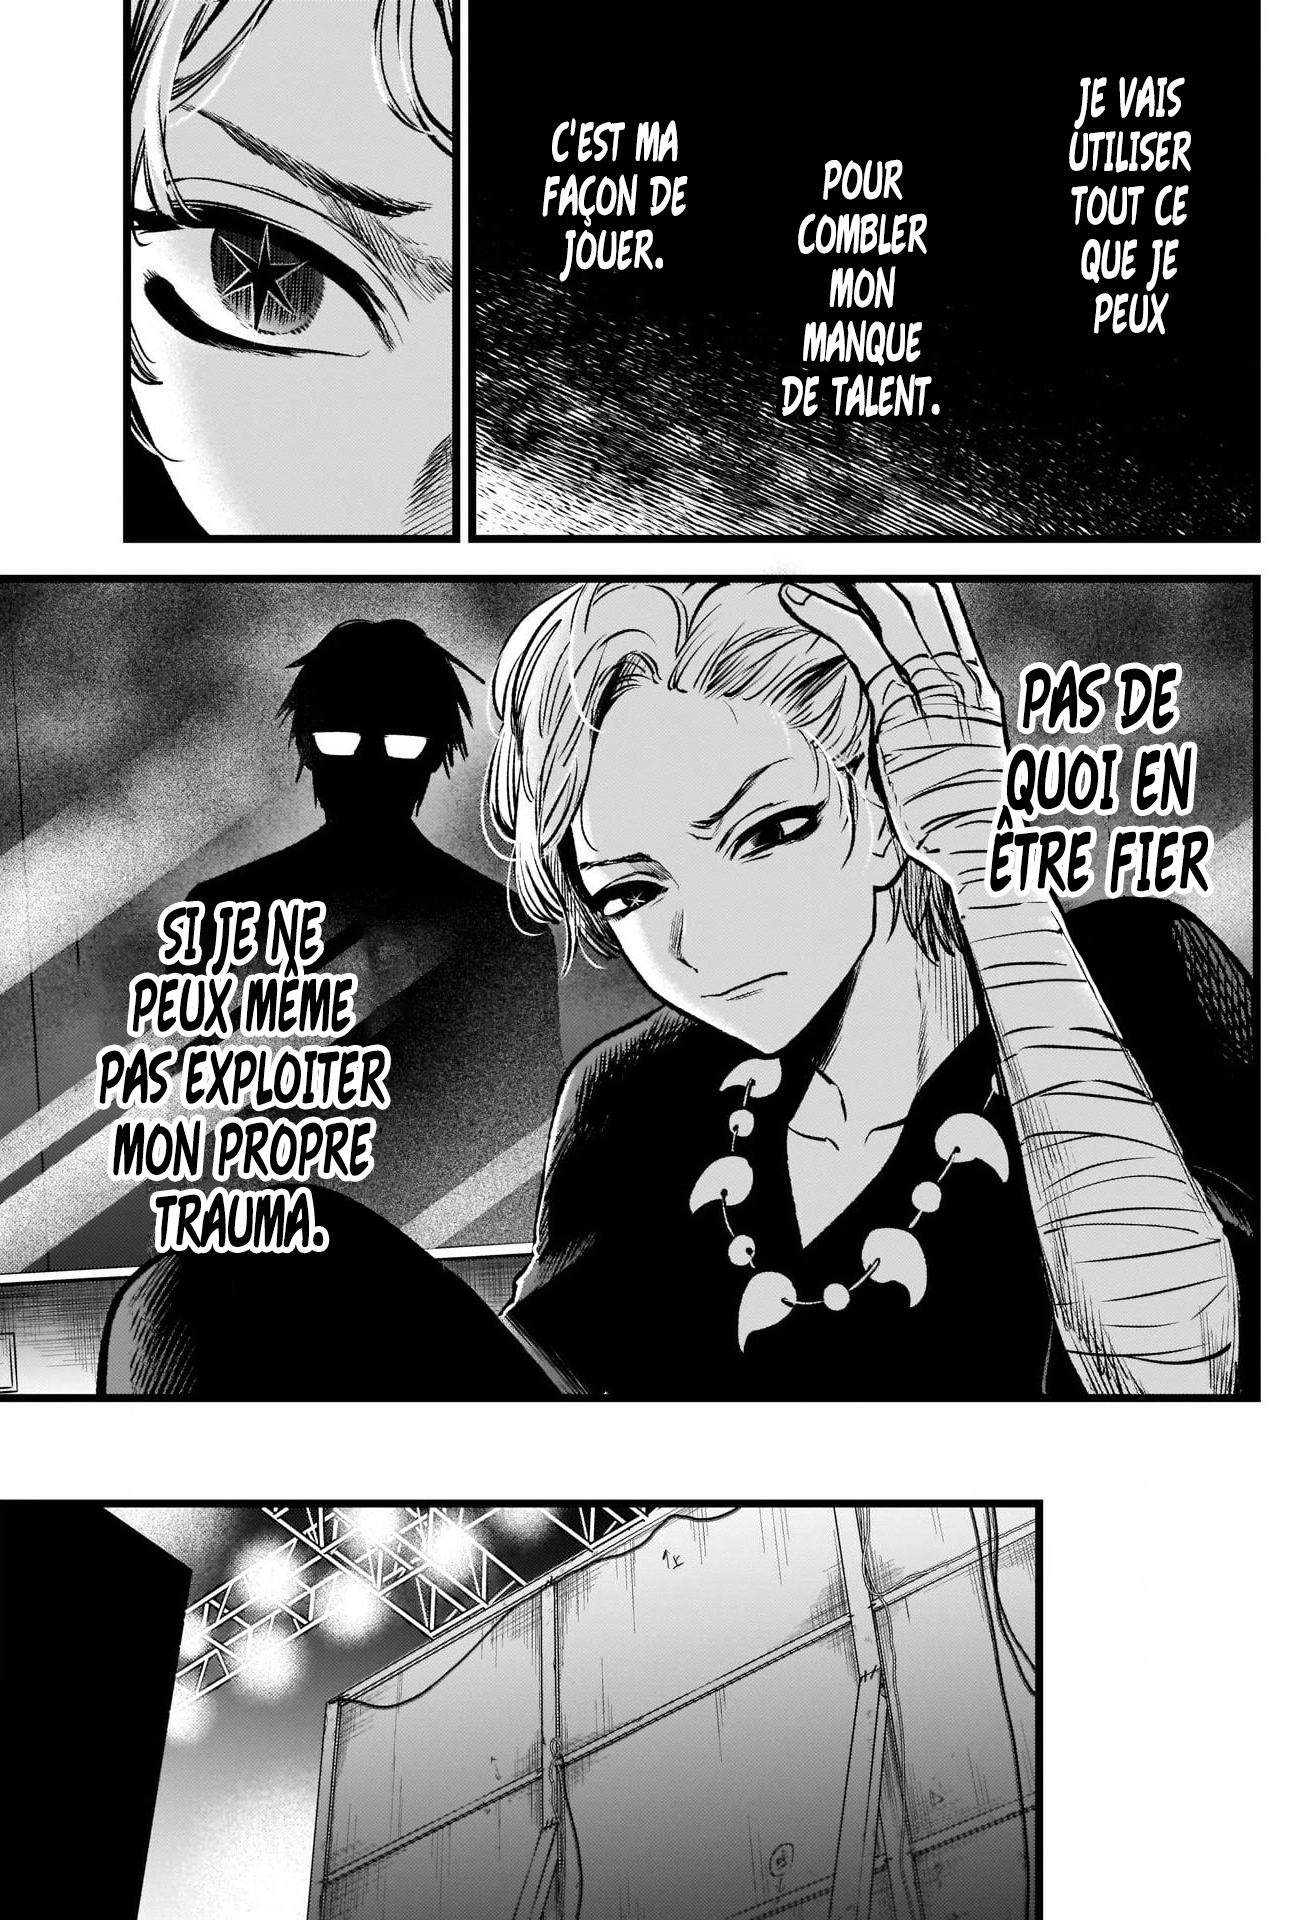 JE VAIS
UTILISER
TOUT CE
QUE JE
PEUX
POUR
COMBLER
MON
MANQUE
DE TALENT.
C'EST MA
FAÇON DE
JOUER.
PAS DE
QUOI EN
ÊTRE FIER
SI JE NE
PEUX MÊME
PAS EXPLOITER
MON PROPRE
TRAUMA.
↑上